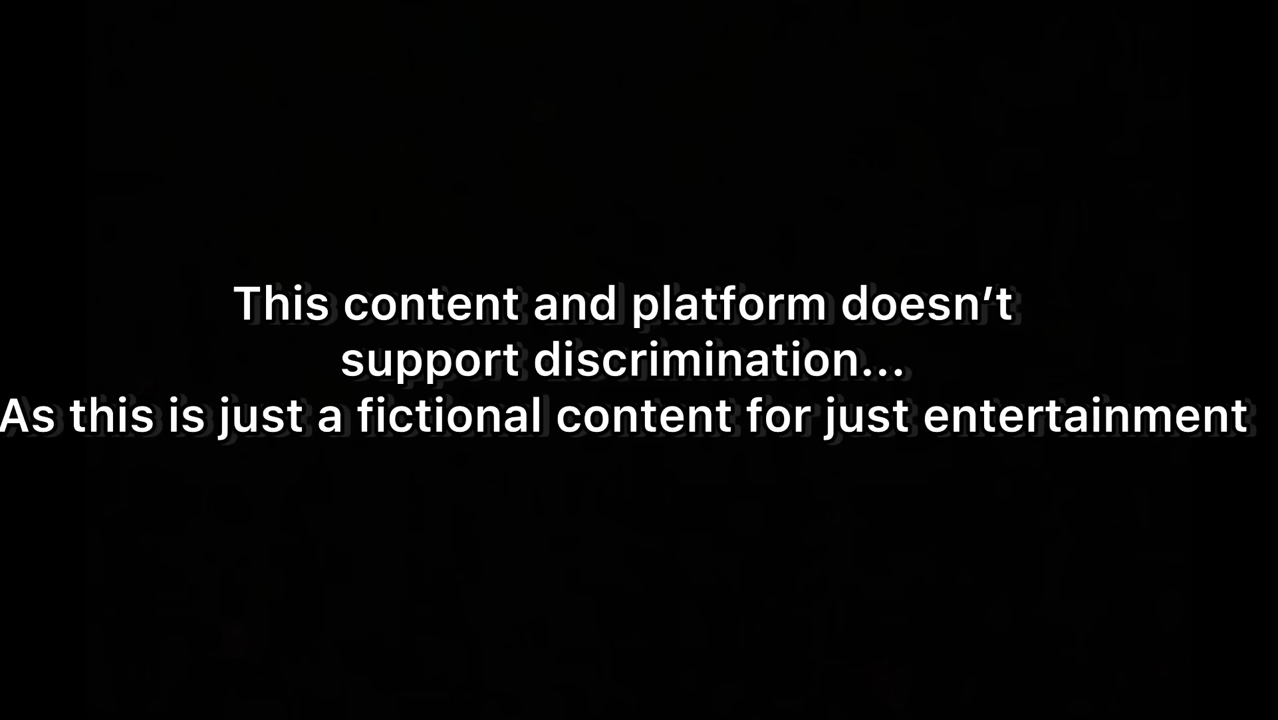 This content and platform doesn’t
support discrimination...
As this is just a fictional content for just entertainment